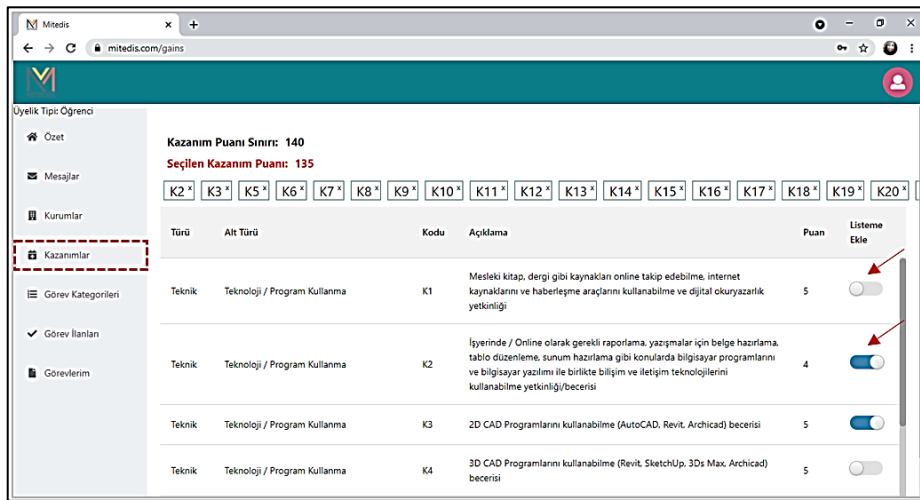 Mitedis
mitedis.com/gains
Üyelik Tipi: Öğrenci
Özet
Mesajlar
Kurumlar
Kazanımlar
Görev Kategorileri
Görev İlanları
Görevlerim
Kazanım Puanı Sınırı: 140
Seçilen Kazanım Puanı: 135
K2 x K3 x K5 x K6 x K7 x K8 x K9 x K10 x K11 x K12 x K13 x K14 x K15 x K16 x K17 x K18 x K19 x K20 x
Türü Alt Türü Kodu Açıklama Puan Listeme
Ekle
Teknik Teknoloji / Program Kullanma K1 Mesleki kitap, dergi gibi kaynakları online takip edebilme, internet
kaynaklarını ve haberleşme araçlarını kullanabilme ve dijital okuryazarlık
yetkinliği 5
Teknik Teknoloji / Program Kullanma K2 İşyerinde / Online olarak gerekli raporlama, yazışmalar için belge hazırlama,
tablo düzenleme, sunum hazırlama gibi konularda bilgisayar programlarını
ve bilgisayar yazılımı ile birlikte bilişim ve iletişim teknolojilerini
kullanabilme yetkinliği/becerisi 4
Teknik Teknoloji / Program Kullanma K3 2D CAD Programlarını kullanabilme (AutoCAD, Revit, Archicad) becerisi 5
Teknik Teknoloji / Program Kullanma K4 3D CAD Programlarını kullanabilme (Revit, SketchUp, 3Ds Max, Archicad)
becerisi 5